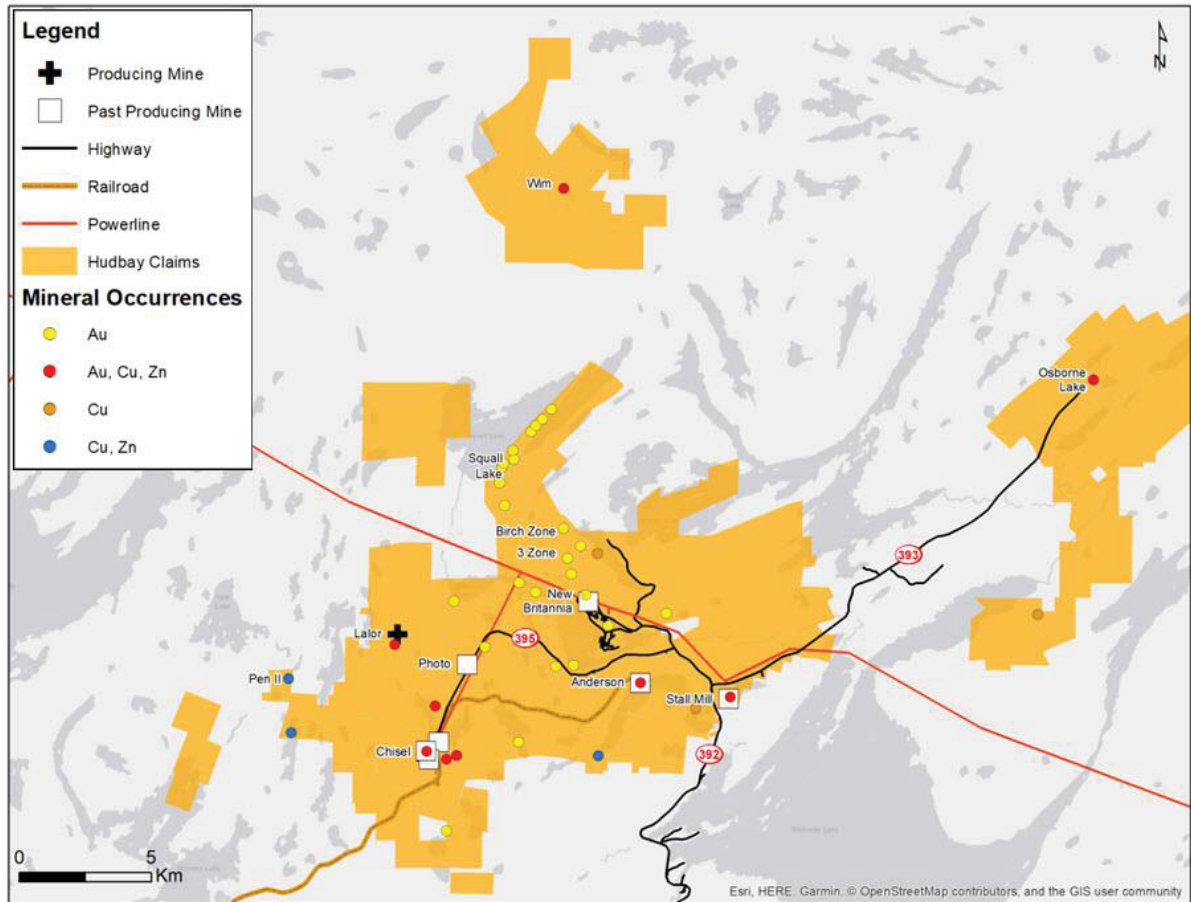 Legend
Producing Mine
Past Producing Mine
Highway
Railroad
Powerline
Hudbay Claims
Mineral Occurrences
Au
Au, Cu, Zn
Cu
Cu, Zn
N
Wim
Osborne
Lake
Squall
Lake
Birch Zone
3 Zone
393
New
Britannia
Lalor
395
Photo
Pen II
Anderson
Stall Mill
Chisel
392
0 5
Km
Esri, HERE, Garmin, © OpenStreetMap contributors, and the GIS user community